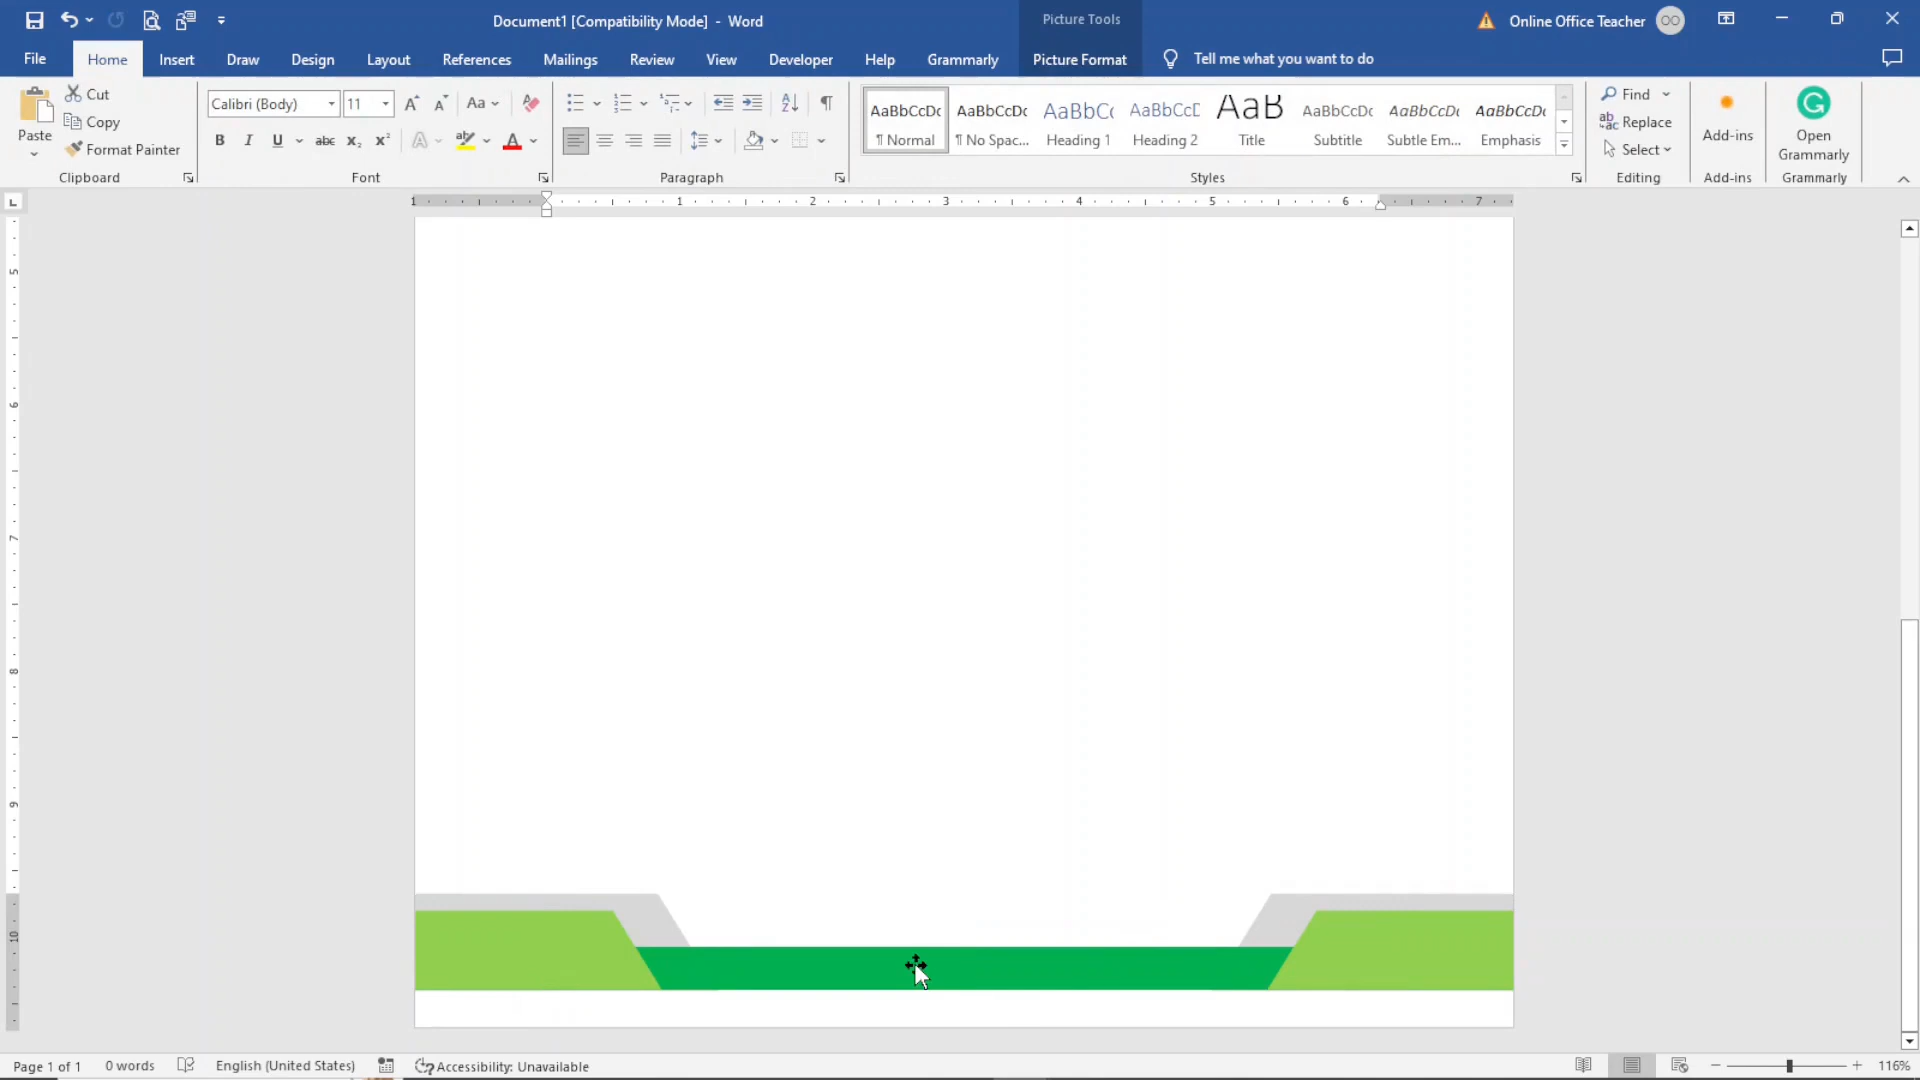 Document1 [Compatibility Mode] - Word
Picture Tools
Online Office Teacher
OO
File
Home
Insert
Draw
Design
Layout
References
Mailings
Review
View
Developer
Help
Grammarly
Picture Format
Tell me what you want to do
Paste
Cut
Copy
Format Painter
Clipboard
Calibri (Body)
11
Aa
Font
Paragraph
AaBbCcDc
¶ Normal
AaBbCcDc
¶ No Spac...
AaBbCc
Heading 1
AaBbCcD
Heading 2
AaB
Title
AaBbCcDc
Subtitle
AaBbCcDc
Subtle Em...
AaBbCcDc
Emphasis
Styles
Find
Replace
Select
Editing
Add-ins
Add-ins
Open
Grammarly
Grammarly
1 1 2 3 4 5 6 7
5
6
7
8
9
10
Page 1 of 1
0 words
English (United States)
Accessibility: Unavailable
116%